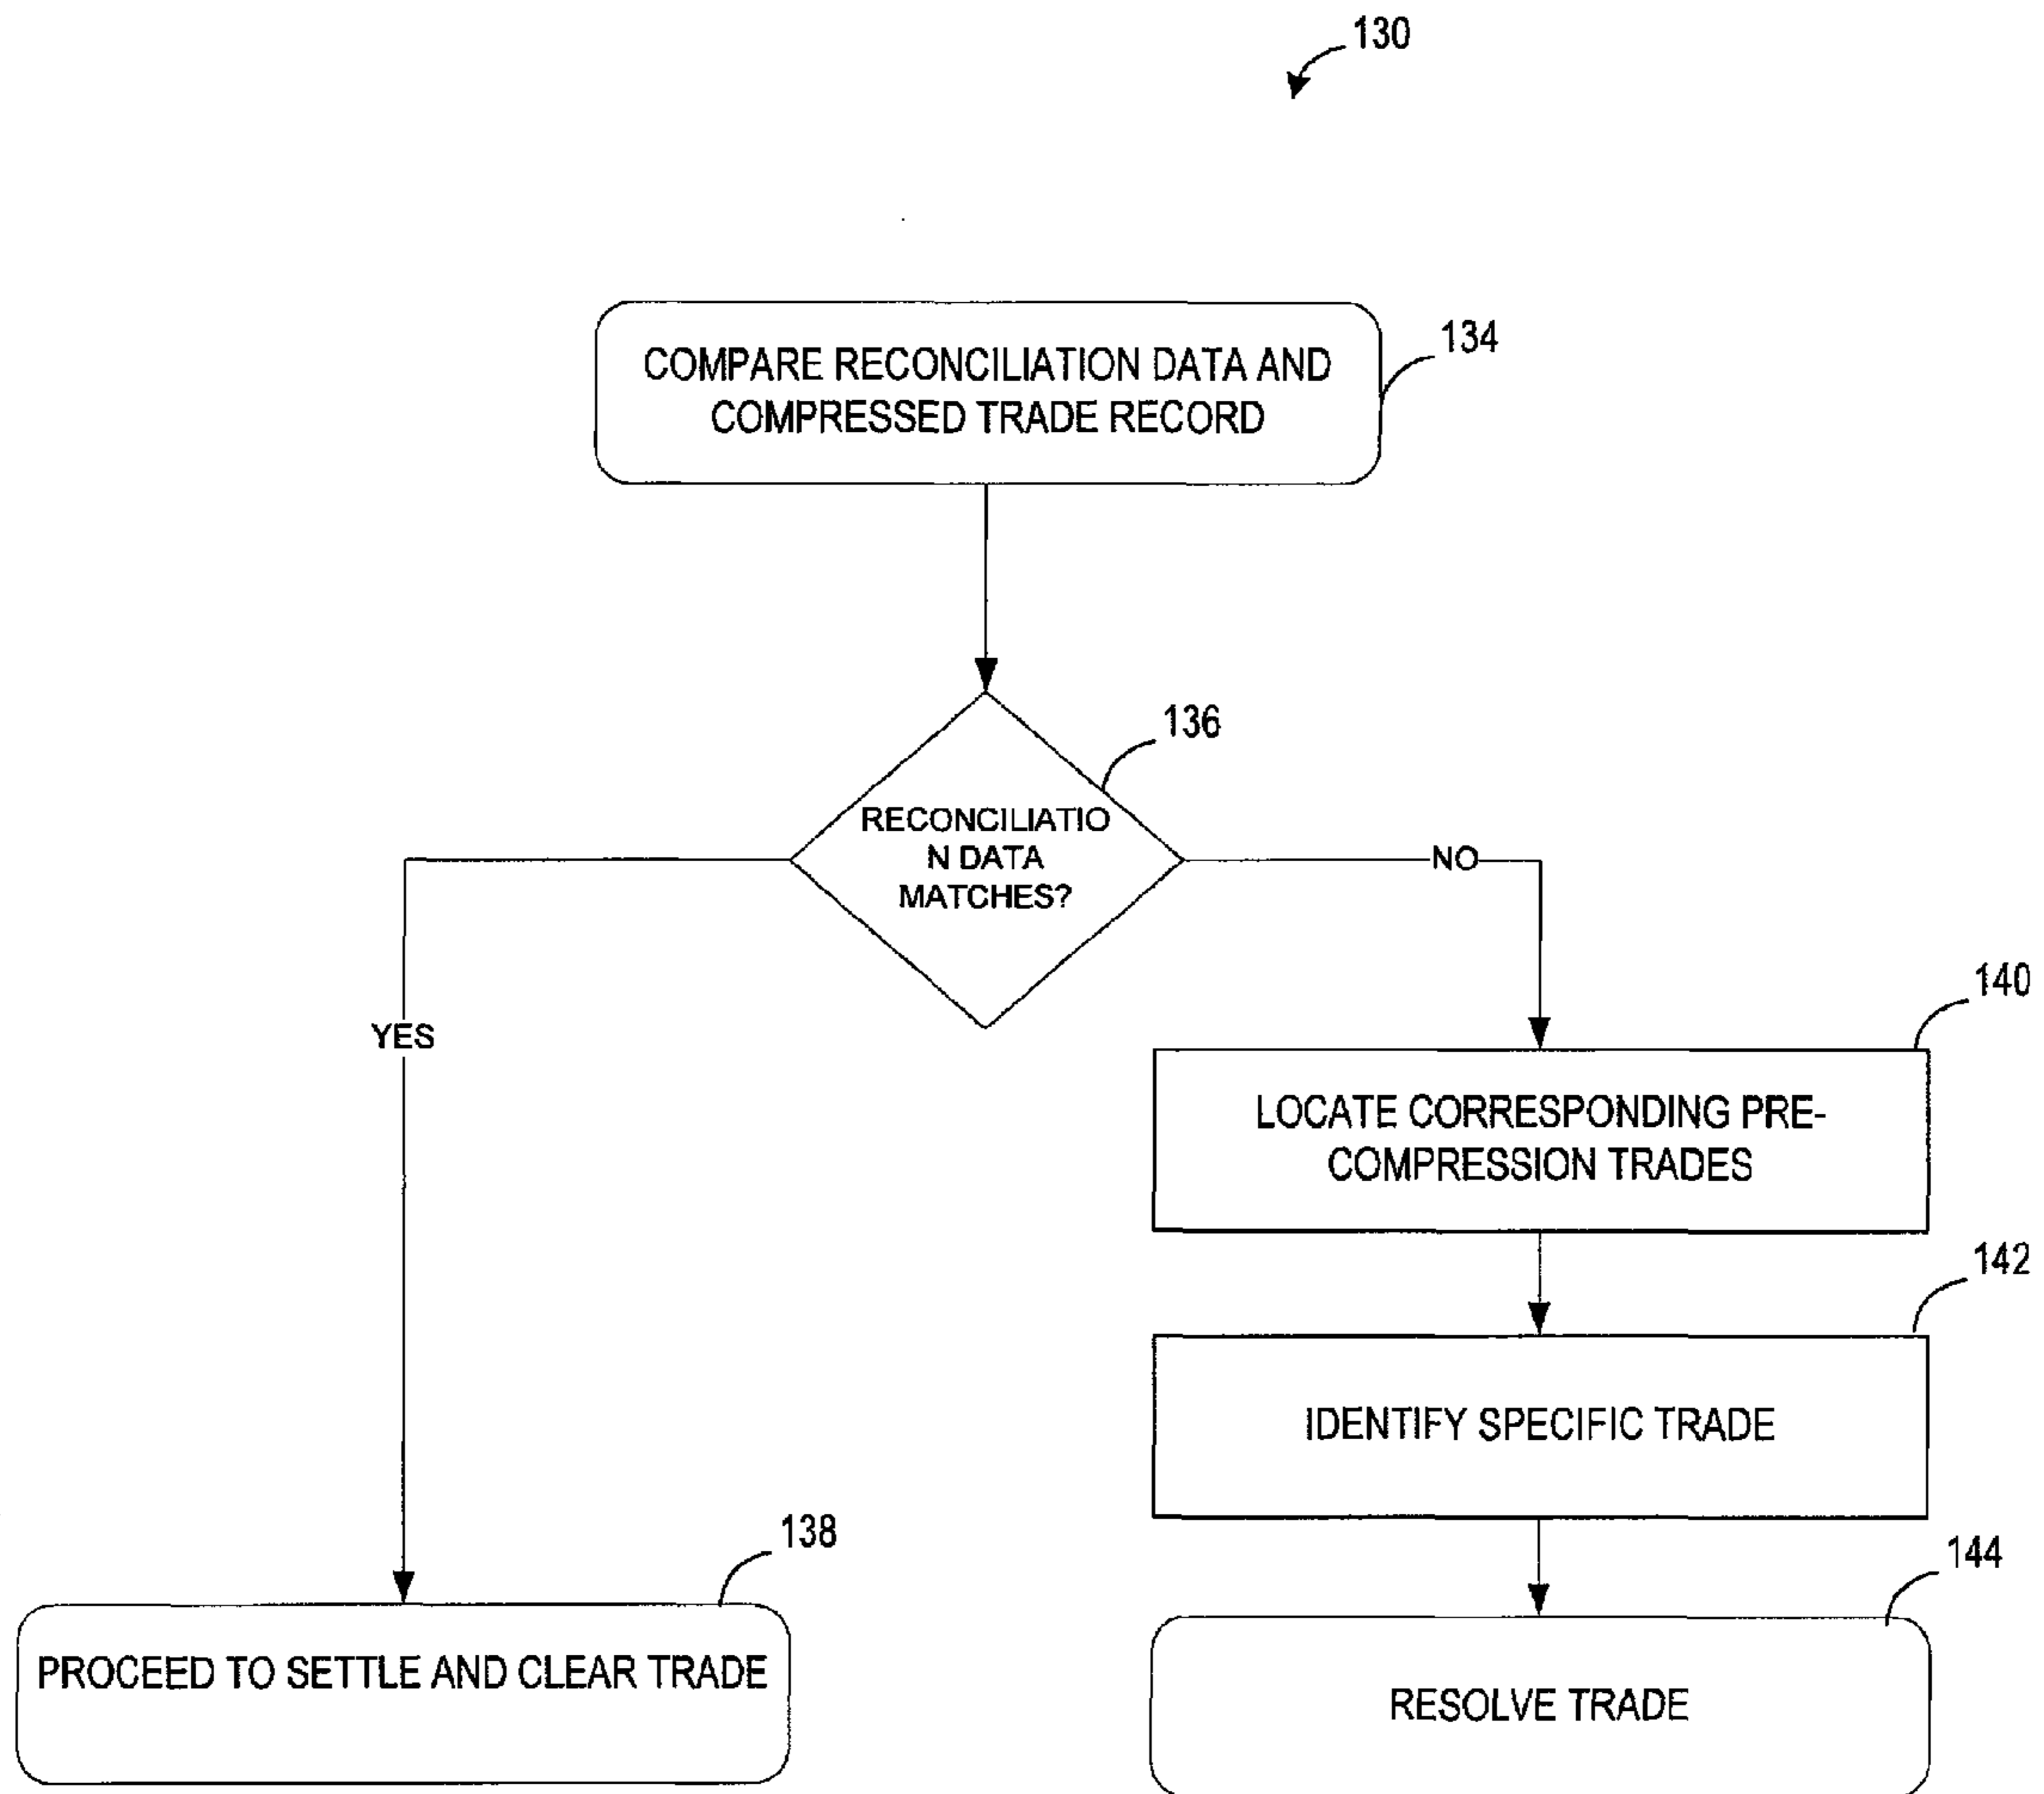 130
134
COMPARE RECONCILIATION DATA AND
COMPRESSED TRADE RECORD
136
RECONCILIATIO
N DATA
MATCHES?
NO
YES
140
LOCATE CORRESPONDING PRE-
COMPRESSION TRADES
142
IDENTIFY SPECIFIC TRADE
138
PROCEED TO SETTLE AND CLEAR TRADE
144
RESOLVE TRADE